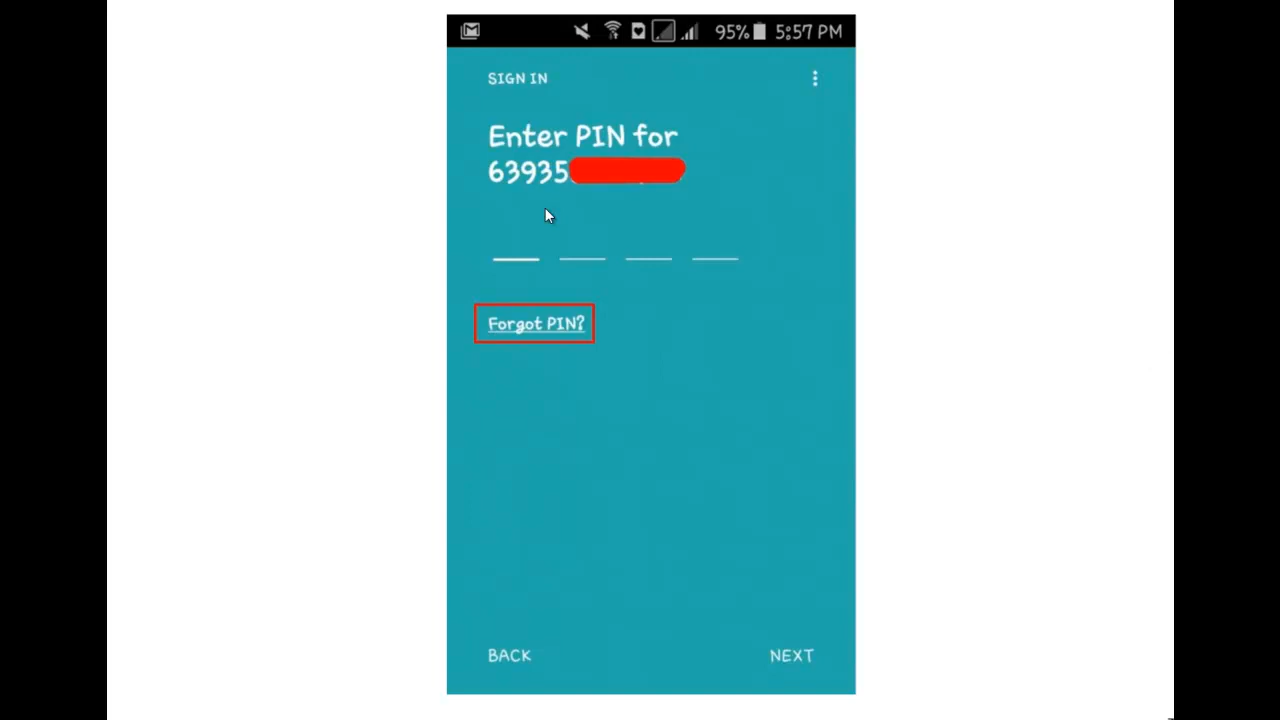 95% 5:57 PM
SIGN IN
Enter PIN for
63935
Forgot PIN?
BACK
NEXT